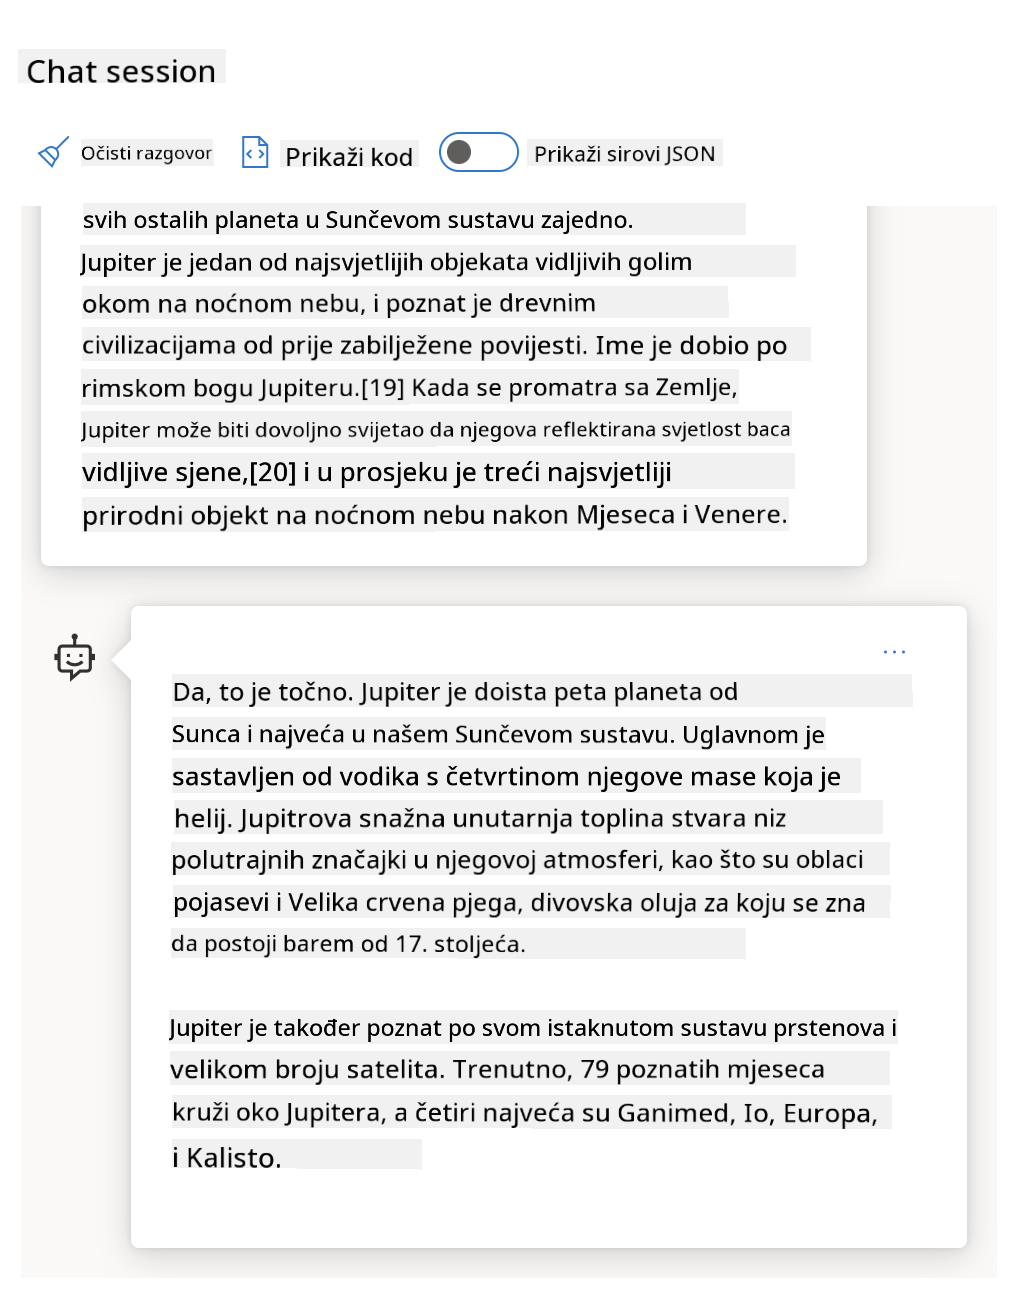 Chat session
Očisti razgovor
Prikaži kod
Prikaži sirovi JSON
svih ostalih planeta u Sunčevom sustavu zajedno.
Jupiter je jedan od najsvjetlijih objekata vidljivih golim
okom na noćnom nebu, i poznat je drevnim
civilizacijama od prije zabilježene povijesti. Ime je dobio po
rimskom bogu Jupiteru.[19] Kada se promatra sa Zemlje,
Jupiter može biti dovoljno svijetao da njegova reflektirana svjetlost baca
vidljive sjene,[20] i u prosjeku je treći najsvjetliji
prirodni objekt na noćnom nebu nakon Mjeseca i Venere.
...
Da, to je točno. Jupiter je doista peta planeta od
Sunca i najveća u našem Sunčevom sustavu. Uglavnom je
sastavljen od vodika s četvrtinom njegove mase koja je
helij. Jupitrova snažna unutarnja toplina stvara niz
polutrajnih značajki u njegovoj atmosferi, kao što su oblaci
pojasevi i Velika crvena pjega, divovska oluja za koju se zna
da postoji barem od 17. stoljeća.
Jupiter je također poznat po svom istaknutom sustavu prstenova i
velikom broju satelita. Trenutno, 79 poznatih mjeseca
kruži oko Jupitera, a četiri najveća su Ganimed, Io, Europa,
i Kalisto.